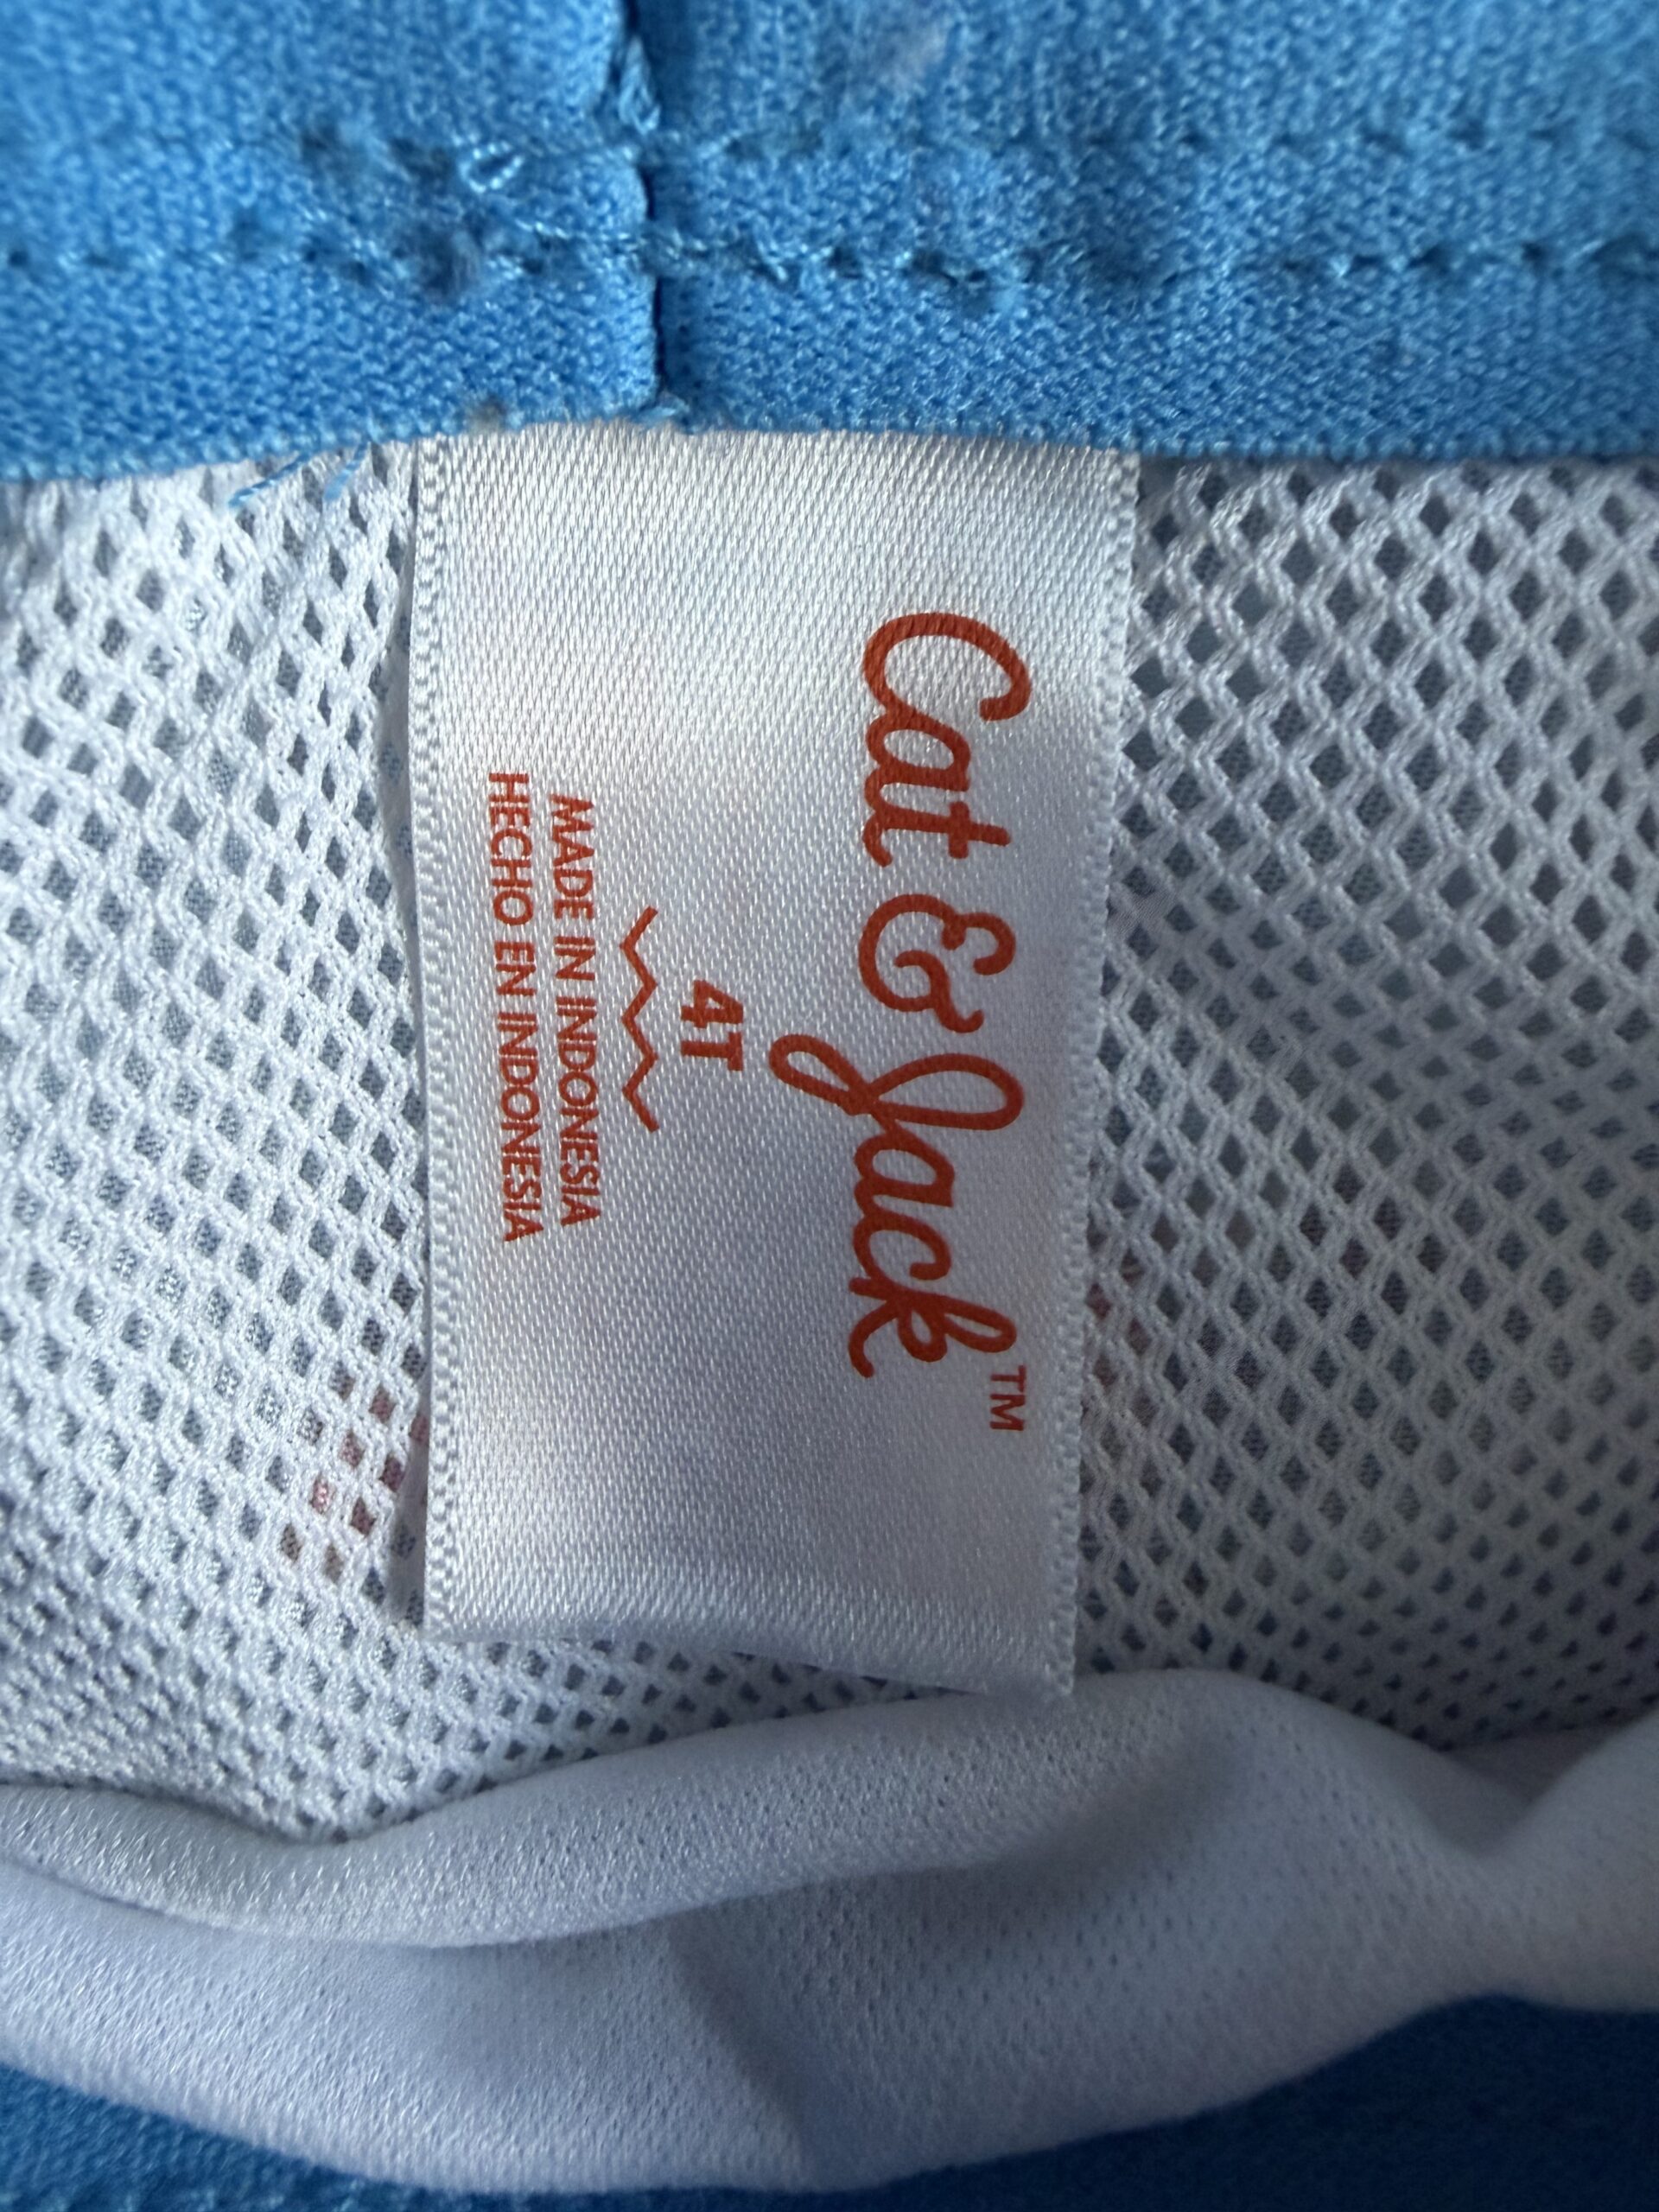 Cat & Jack™
4T
MADE IN INDONESIA
HECHO EN INDONESIA